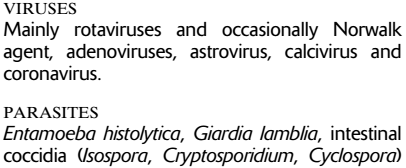 VIRUSES
Mainly rotaviruses and occasionally Norwalk
agent, adenoviruses, astrovirus, calcivirus and
coronavirus.
PARASITES
Entamoeba histolytica, Giardia lamblia, intestinal
coccidia (Isospora, Cryptosporidium, Cyclospora)